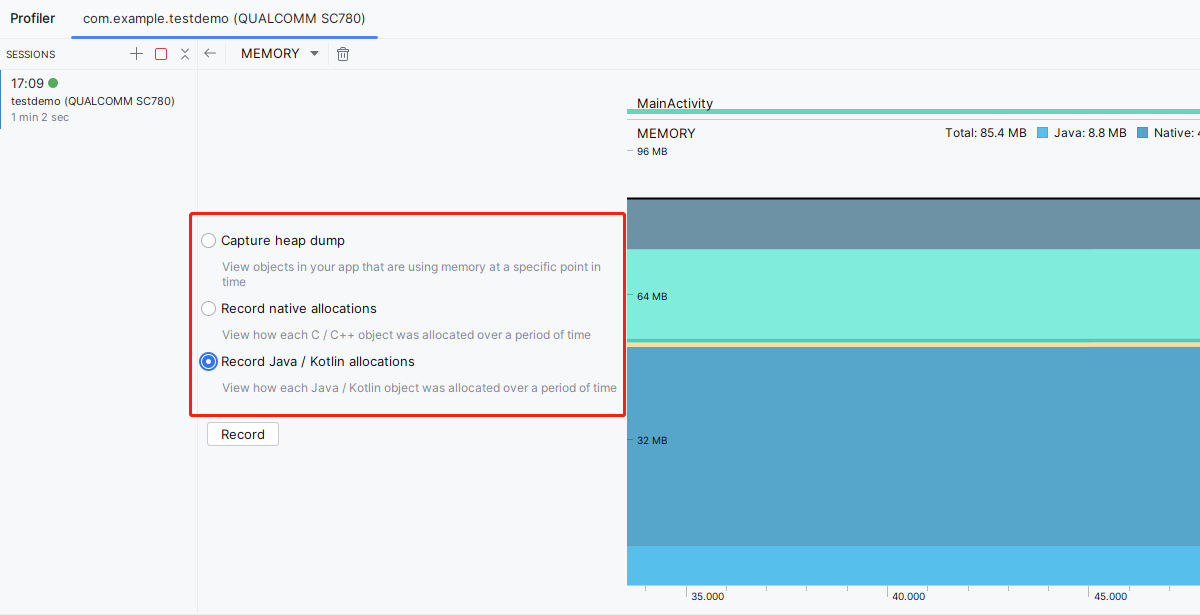 Profiler
com.example.testdemo (QUALCOMM SC780)
SESSIONS
MEMORY
17:09
testdemo (QUALCOMM SC780)
1 min 2 sec
Capture heap dump
View objects in your app that are using memory at a specific point in
time
Record native allocations
View how each C / C++ object was allocated over a period of time
Record Java / Kotlin allocations
View how each Java / Kotlin object was allocated over a period of time
Record
MainActivity
MEMORY
Total: 85.4 MB
Java: 8.8 MB
Native:
96 MB
64 MB
32 MB
35.000
40.000
45.000